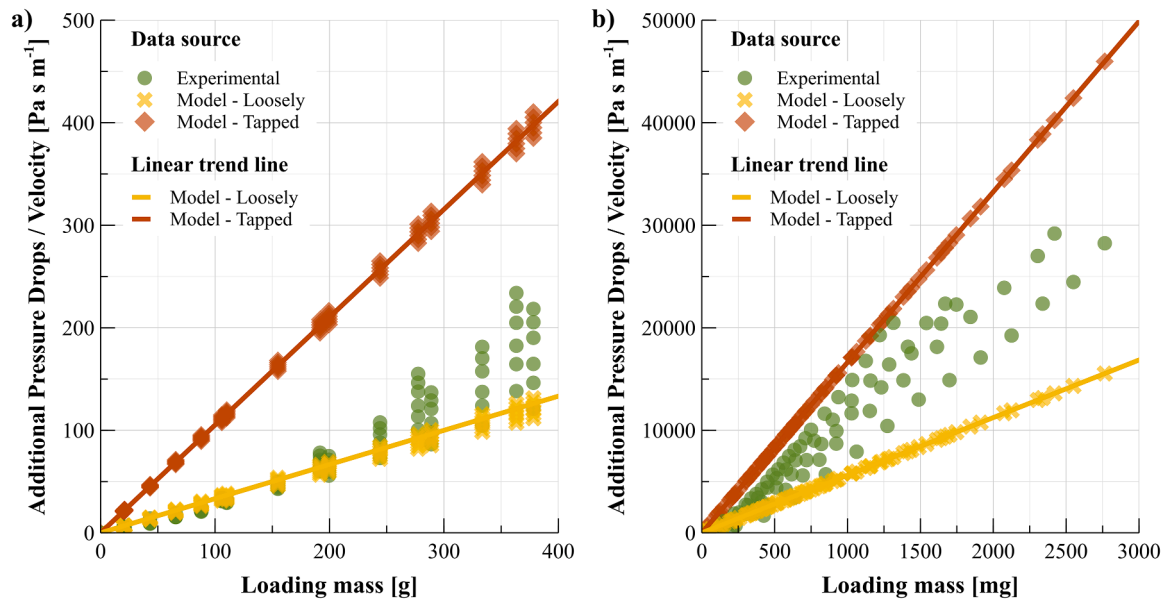 a)
Additional Pressure Drops / Velocity [Pa s m⁻¹]
500
400
300
200
100
0
Data source
Experimental
Model - Loosely
Model - Tapped
Linear trend line
Model - Loosely
Model - Tapped
0 100 200 300 400
Loading mass [g]
b)
Additional Pressure Drops / Velocity [Pa s m⁻¹]
50000
40000
30000
20000
10000
0
Data source
Experimental
Model - Loosely
Model - Tapped
Linear trend line
Model - Loosely
Model - Tapped
0 500 1000 1500 2000 2500 3000
Loading mass [mg]